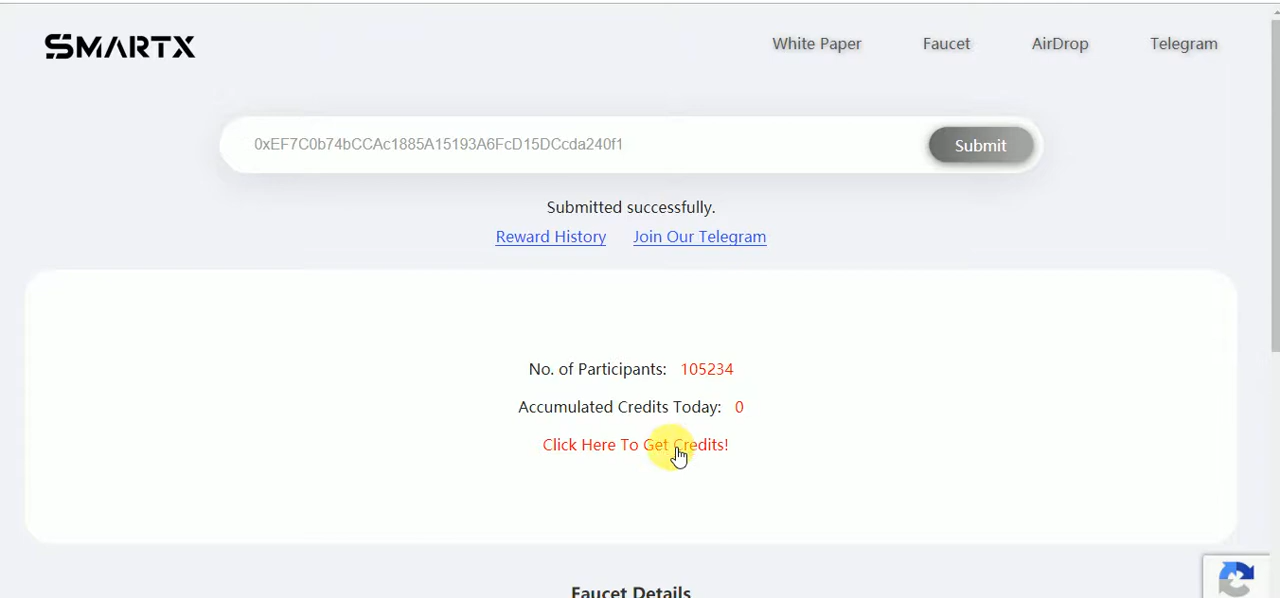 SMARTX
White Paper Faucet AirDrop Telegram
0xEF7C0b74bCCAc1885A15193A6FcD15DCcda240f1 Submit
Submitted successfully.
Reward History Join Our Telegram
No. of Participants: 105234
Accumulated Credits Today: 0
Click Here To Get Credits!
Faucet Details